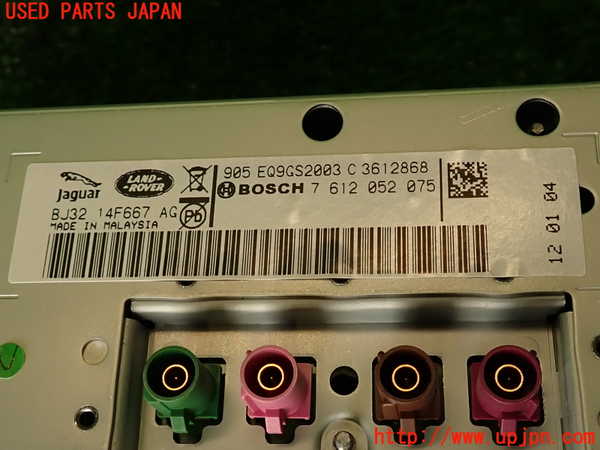 USED PARTS JAPAN
905 EQ9GS2003 C 3612868
JAGUAR
LAND-
ROVER
BOSCH 7 612 052 075
BJ32 14F667 AG
Pb
MADE IN MALAYSIA
12 01 04
http://www.upjpn.com/